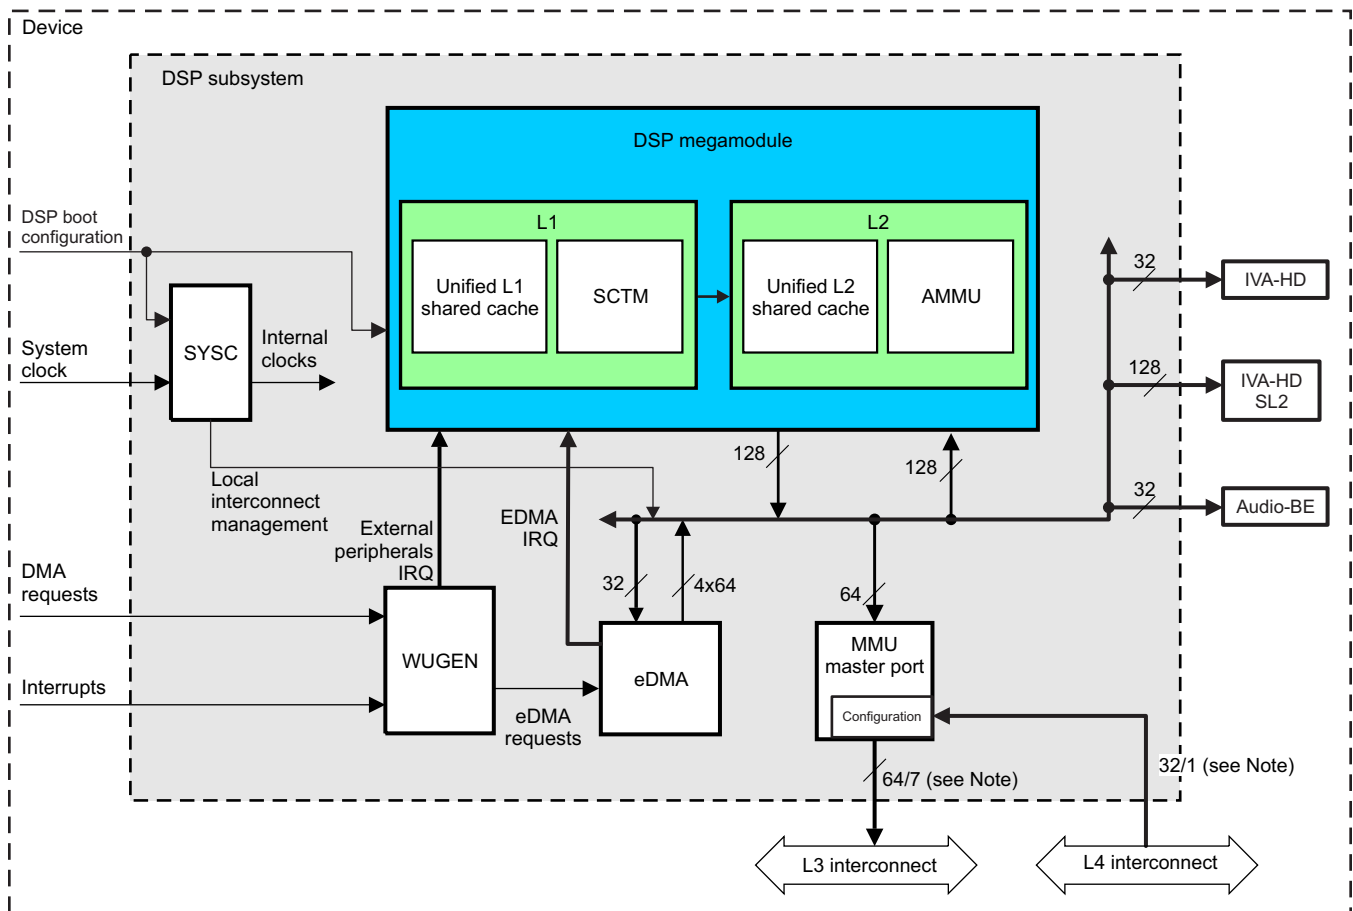 Device
DSP subsystem
DSP megamodule
DSP boot
configuration
L1
L2
Unified L1
shared cache
SCTM
Unified L2
shared cache
AMMU
32
IVA-HD
System
clock
SYSC
Internal
clocks
128
IVA-HD
SL2
Local
interconnect
management
128
128
External
peripherals
IRQ
EDMA
IRQ
32
Audio-BE
DMA
requests
32
4x64
64
WUGEN
eDMA
MMU
master port
Configuration
Interrupts
eDMA
requests
64/7 (see Note)
32/1 (see Note)
L3 interconnect
L4 interconnect